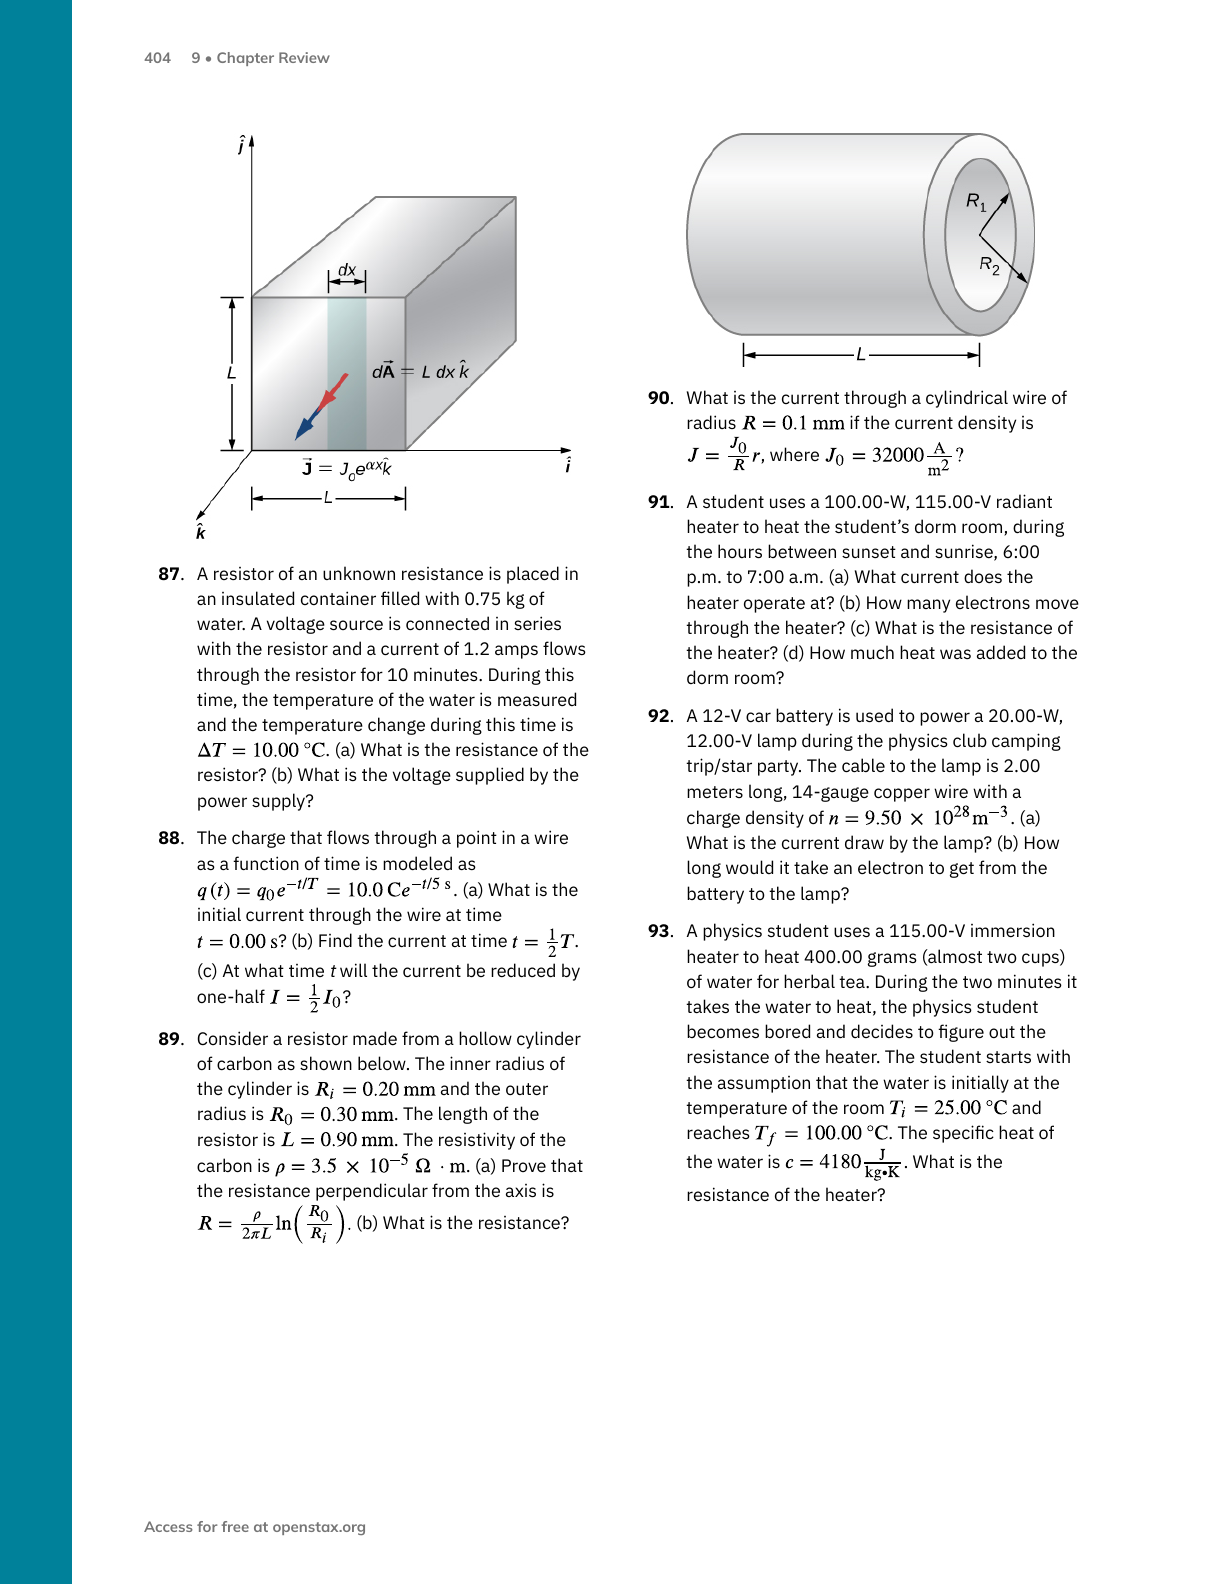 404 9 • Chapter Review
ĵ
dx
L
dA⃗ = L dx k̂
J⃗ = J₀e^αx k̂
î
L
k̂
87. A resistor of an unknown resistance is placed in
an insulated container filled with 0.75 kg of
water. A voltage source is connected in series
with the resistor and a current of 1.2 amps flows
through the resistor for 10 minutes. During this
time, the temperature of the water is measured
and the temperature change during this time is
ΔT = 10.00 °C. (a) What is the resistance of the
resistor? (b) What is the voltage supplied by the
power supply?
88. The charge that flows through a point in a wire
as a function of time is modeled as
q(t) = q₀e^−t/T = 10.0 Ce^−t/5 s. (a) What is the
initial current through the wire at time
t = 0.00 s? (b) Find the current at time t = 1/2 T.
(c) At what time t will the current be reduced by
one-half I = 1/2 I₀?
89. Consider a resistor made from a hollow cylinder
of carbon as shown below. The inner radius of
the cylinder is Rᵢ = 0.20 mm and the outer
radius is R₀ = 0.30 mm. The length of the
resistor is L = 0.90 mm. The resistivity of the
carbon is ρ = 3.5 × 10⁻⁵ Ω · m. (a) Prove that
the resistance perpendicular from the axis is
R = ρ/2πL ln(R₀/Rᵢ). (b) What is the resistance?
R₁
R₂
L
90. What is the current through a cylindrical wire of
radius R = 0.1 mm if the current density is
J = J₀/R r, where J₀ = 32000 A/m²?
91. A student uses a 100.00-W, 115.00-V radiant
heater to heat the student’s dorm room, during
the hours between sunset and sunrise, 6:00
p.m. to 7:00 a.m. (a) What current does the
heater operate at? (b) How many electrons move
through the heater? (c) What is the resistance of
the heater? (d) How much heat was added to the
dorm room?
92. A 12-V car battery is used to power a 20.00-W,
12.00-V lamp during the physics club camping
trip/star party. The cable to the lamp is 2.00
meters long, 14-gauge copper wire with a
charge density of n = 9.50 × 10²⁸ m⁻³. (a)
What is the current draw by the lamp? (b) How
long would it take an electron to get from the
battery to the lamp?
93. A physics student uses a 115.00-V immersion
heater to heat 400.00 grams (almost two cups)
of water for herbal tea. During the two minutes it
takes the water to heat, the physics student
becomes bored and decides to figure out the
resistance of the heater. The student starts with
the assumption that the water is initially at the
temperature of the room Tᵢ = 25.00 °C and
reaches T_f = 100.00 °C. The specific heat of
the water is c = 4180 J/kg•K. What is the
resistance of the heater?
Access for free at openstax.org